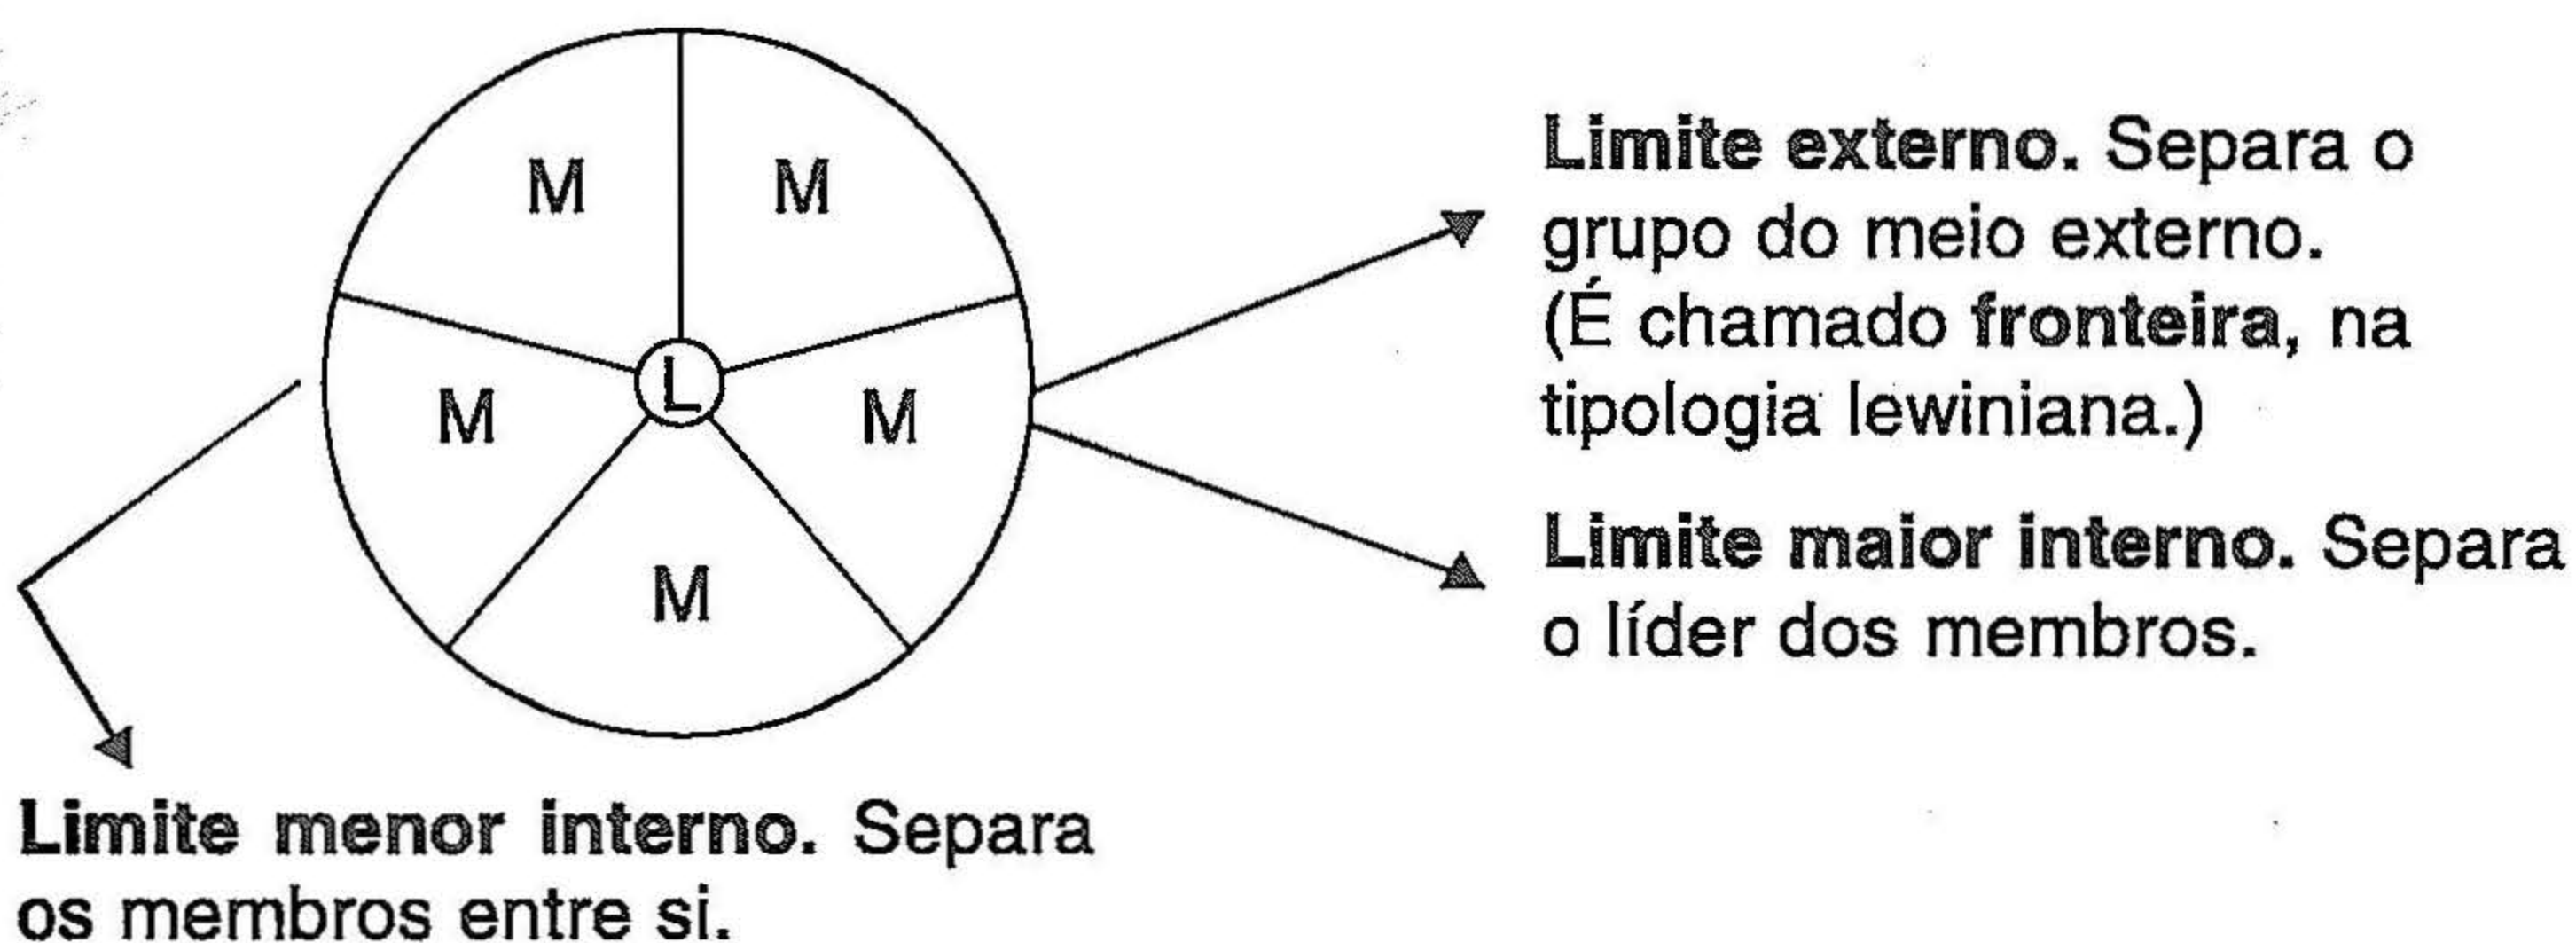 M M
L
M M
M
Limite externo. Separa o
grupo do meio externo.
(É chamado fronteira, na
tipologia lewiniana.)
Limite maior interno. Separa
o líder dos membros.
Limite menor interno. Separa
os membros entre si.